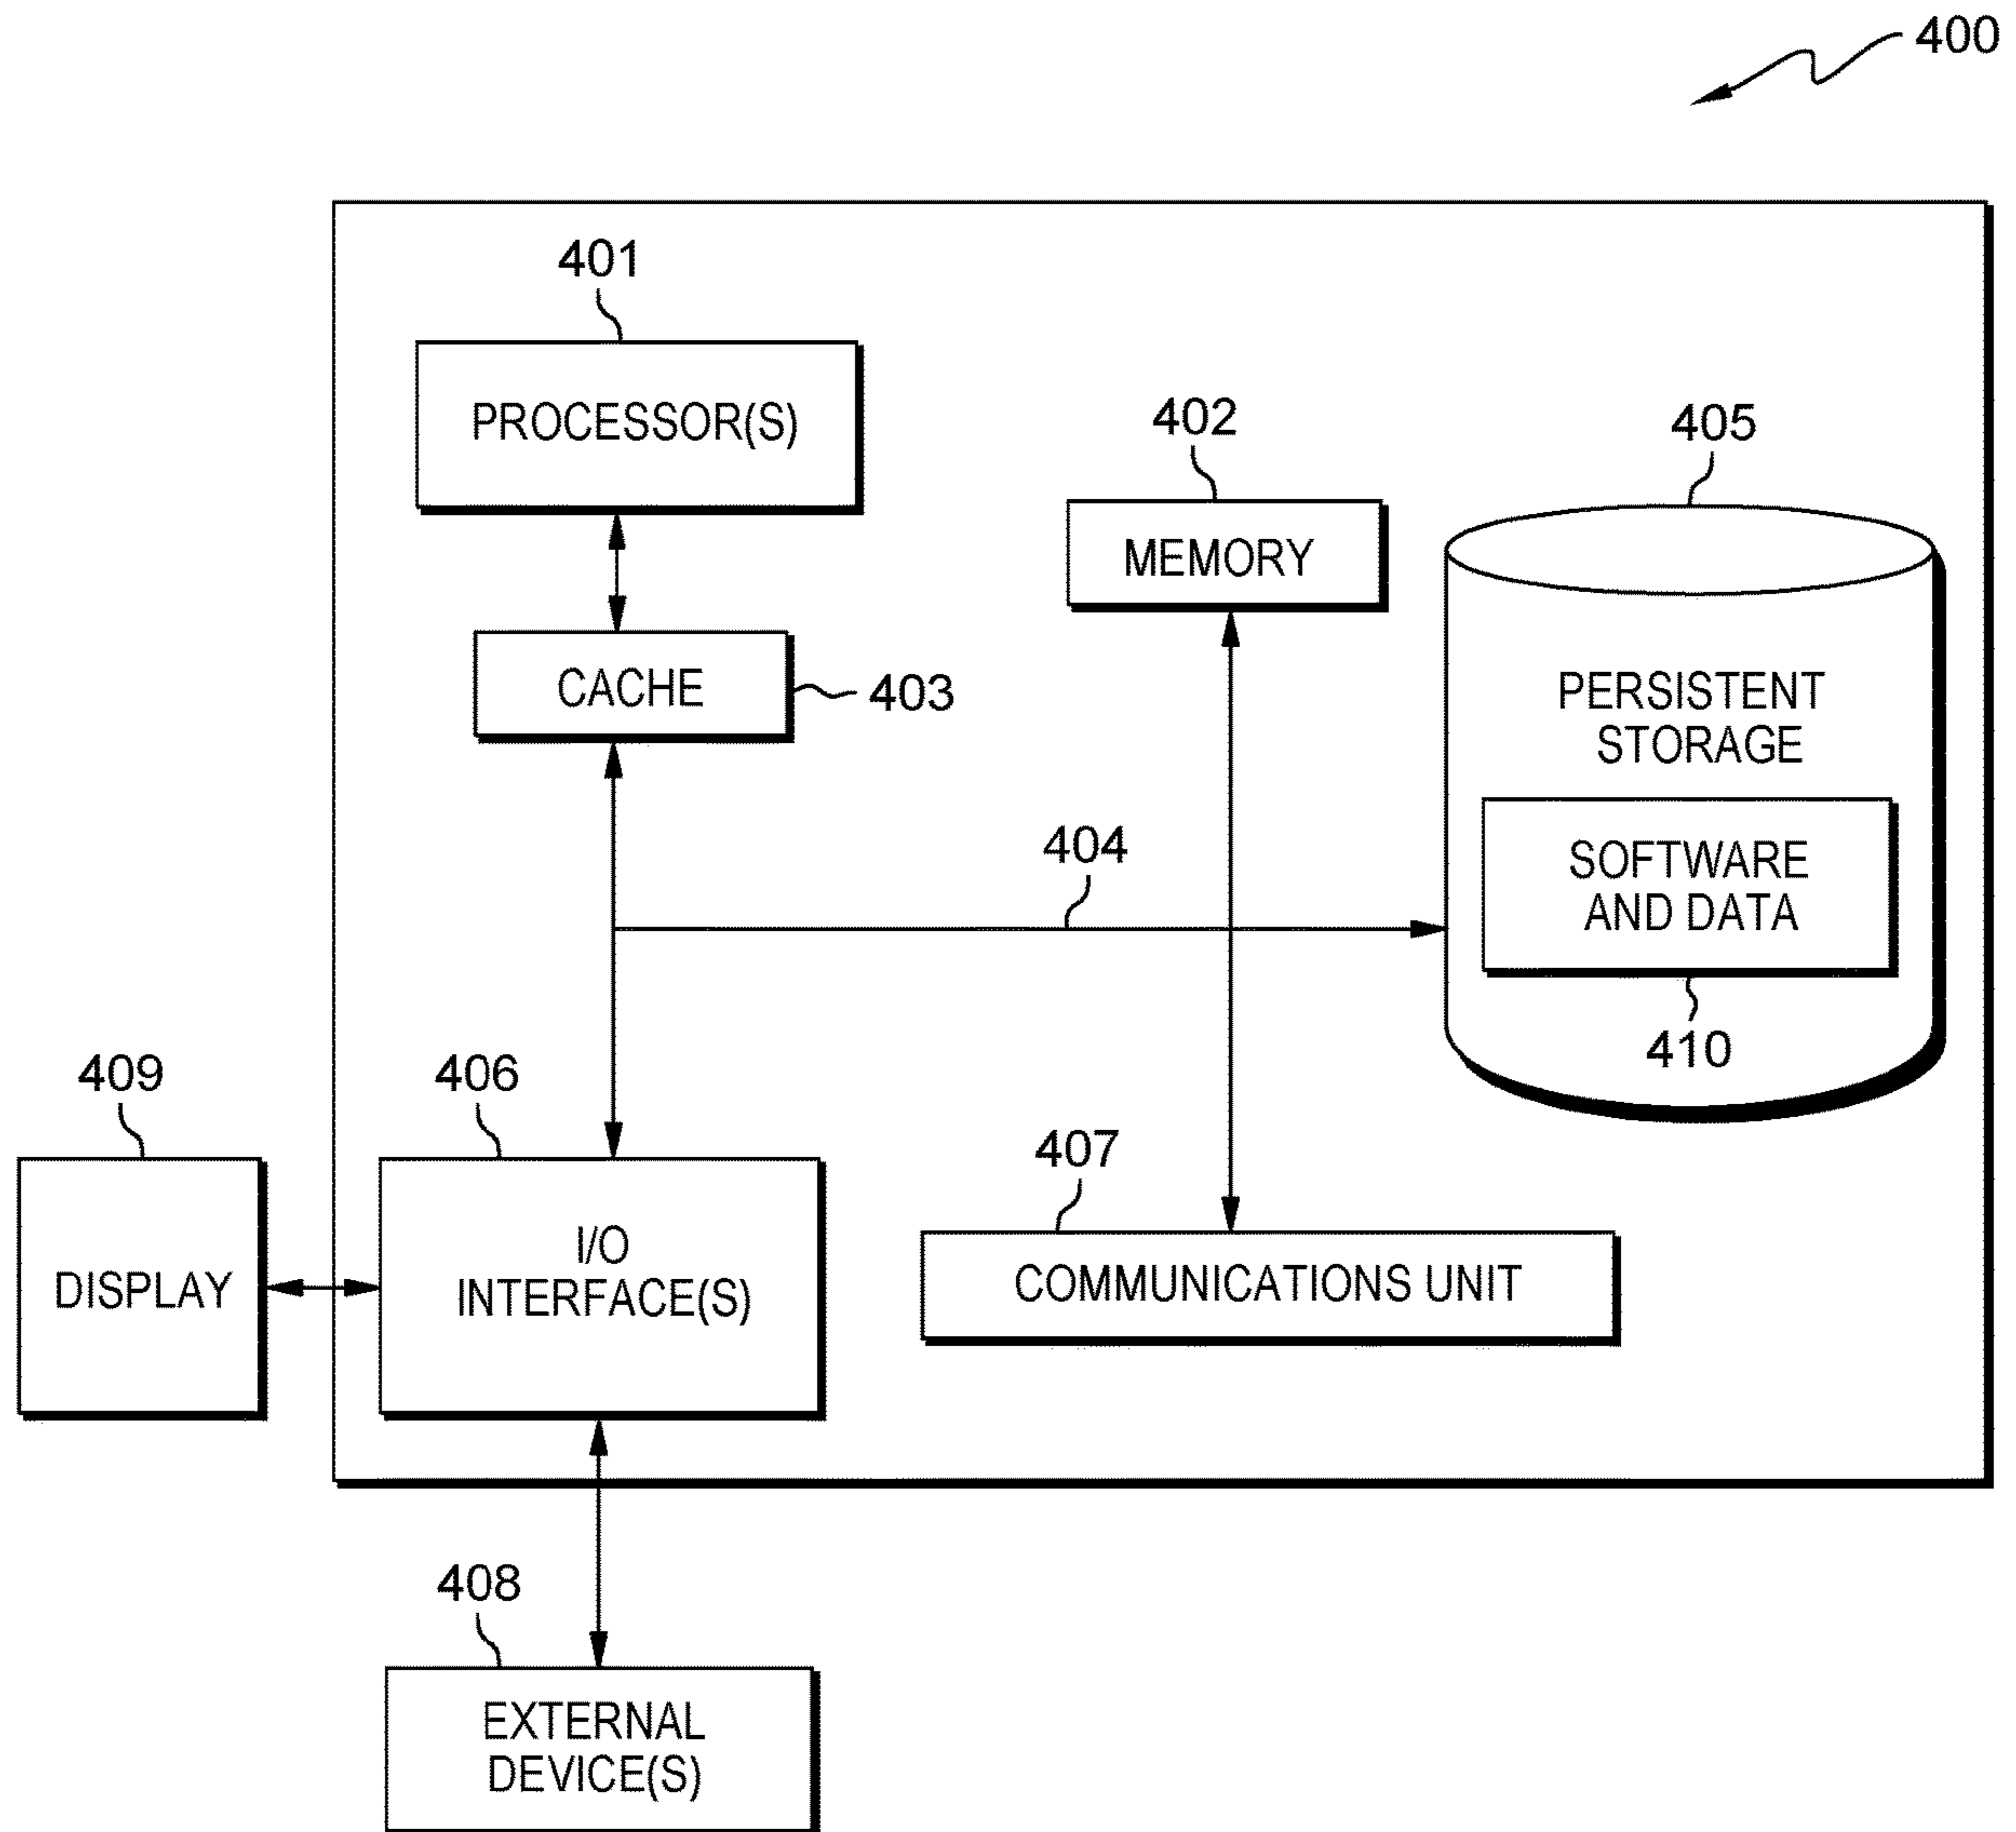 400
401
PROCESSOR(S)
402
MEMORY
405
CACHE
403
PERSISTENT
STORAGE
404
SOFTWARE
AND DATA
410
409
406
407
DISPLAY
I/O
INTERFACE(S)
COMMUNICATIONS UNIT
408
EXTERNAL
DEVICE(S)